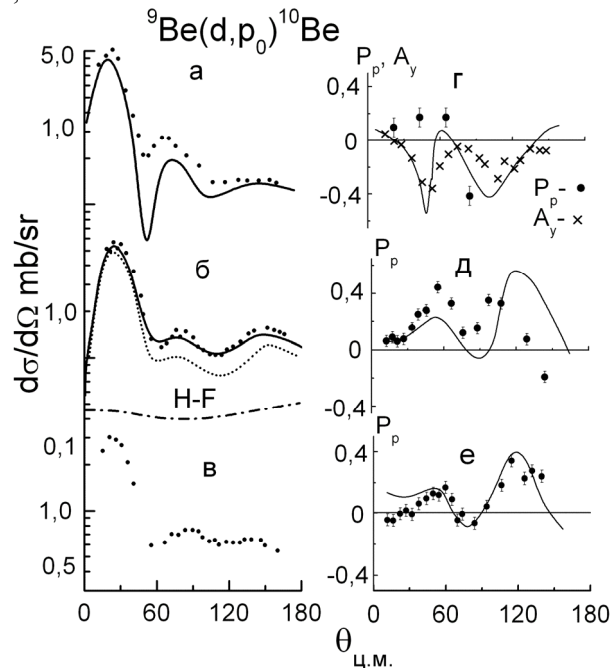 ⁹Be(d,p₀)¹⁰Be
5,0
а
1,0
б
1,0
H-F
0,1
в
1,0
0,5
dσ/dΩ mb/sr
0 60 120 180
P_p, A_y
г
0,4
0
-0,4
P_p- ●
A_y- ×
P_p
д
0,4
0
-0,4
P_p
е
0,4
0
-0,4
0 60 120 180
θ ц.м.